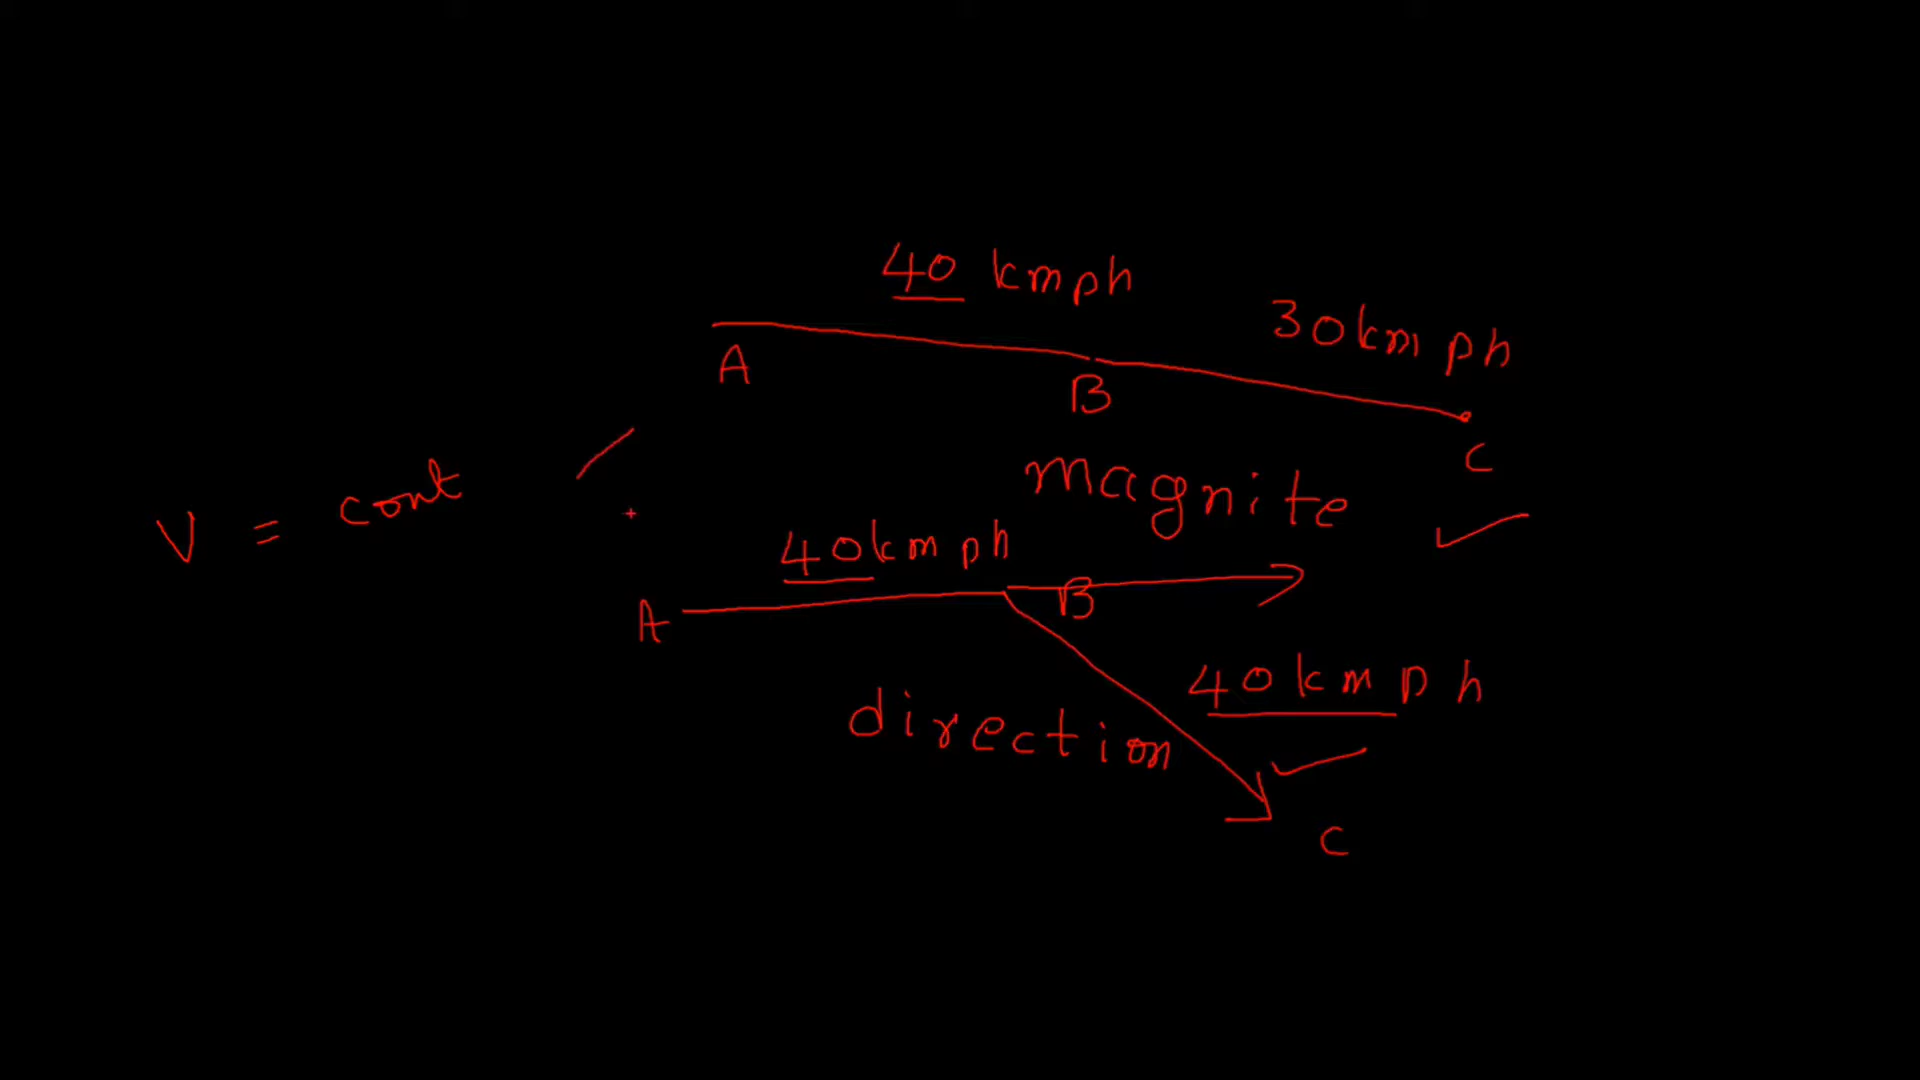 40 kmph
30kmph
A
B
C
magnite
V = cont
40kmph
A
B
40kmph
direction
C